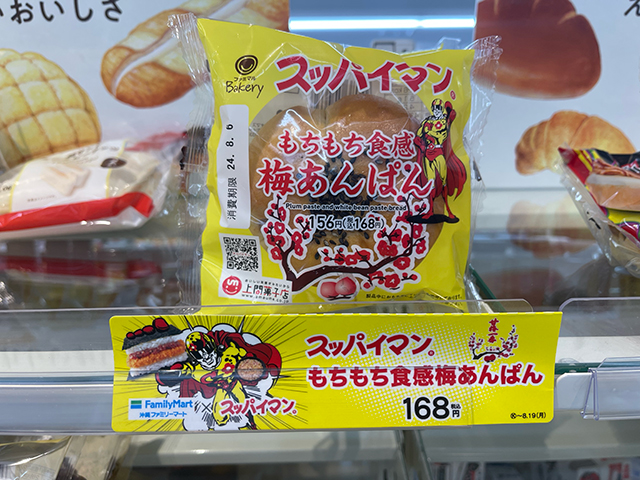 おいしさ
え
ファミマル
Bakery
スッパイマン®
もちもち食感
梅あんぱん
Plum paste and white bean paste bread
156円(税込168円)
消費期限 24. 8. 6
上間菓子店
スッパイマン®
もちもち食感梅あんぱん
168円 税込
FamilyMart
沖縄ファミリーマート
×
スッパイマン®
～8.19(月)